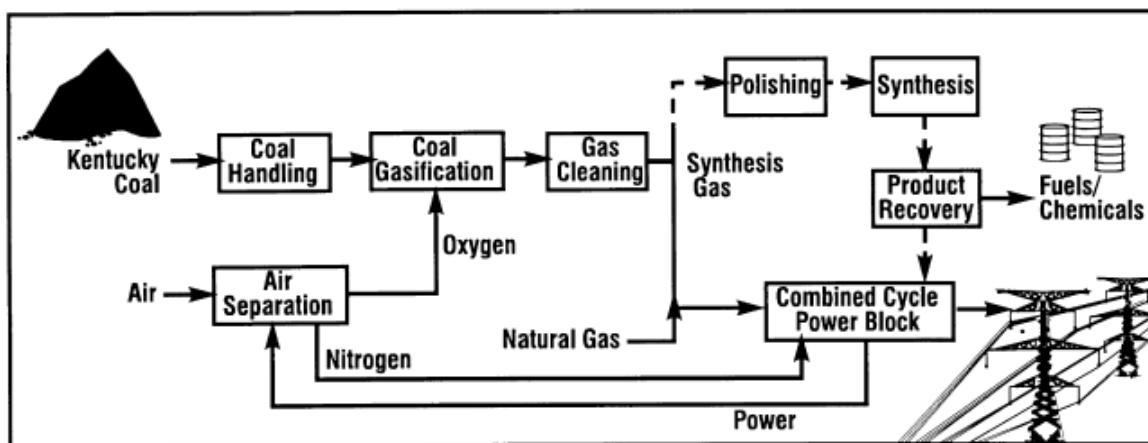 Polishing
Synthesis
Kentucky
Coal
Coal
Handling
Coal
Gasification
Gas
Cleaning
Synthesis
Gas
Product
Recovery
Fuels/
Chemicals
Oxygen
Air
Air
Separation
Combined Cycle
Power Block
Natural Gas
Nitrogen
Power